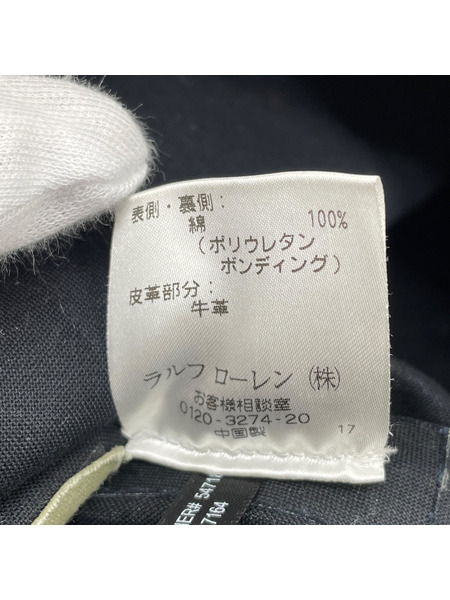 表側・裏側：
綿 100%
（ポリウレタン
ボンディング）
皮革部分：
牛革
ラルフ ローレン（株）
お客様相談室
0120-3274-20
中国製 17
7164